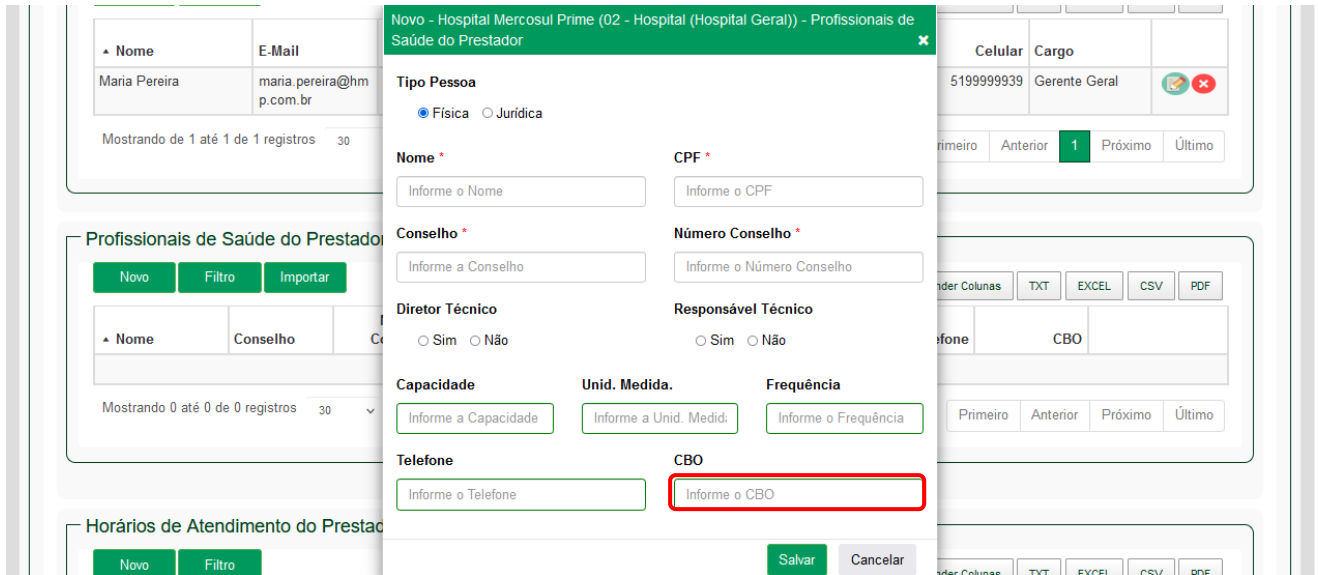 Novo - Hospital Mercosul Prime (02 - Hospital (Hospital Geral)) - Profissionais de
Saúde do Prestador
Nome E-Mail Celular Cargo
Maria Pereira maria.pereira@hm 5199999939 Gerente Geral
p.com.br
Mostrando de 1 até 1 de 1 registros 30 Anterior 1 Próximo Último
Tipo Pessoa
Física Jurídica
Nome * CPF *
Informe o Nome Informe o CPF
Conselho * Número Conselho *
Informe a Conselho Informe o Número Conselho
Diretor Técnico Responsável Técnico
Sim Não Sim Não
Capacidade Unid. Medida. Frequência
Informe a Capacidade Informe a Unid. Medida Informe o Frequência
Telefone CBO
Informe o Telefone Informe o CBO
Salvar Cancelar
Profissionais de Saúde do Prestador
Novo Filtro Importar Colunas TXT EXCEL CSV PDF
Nome Conselho CBO
Mostrando 0 até 0 de 0 registros 30 Primeiro Anterior Próximo Último
Horários de Atendimento do Prestad
Novo Filtro Colunas TXT EXCEL CSV PDF